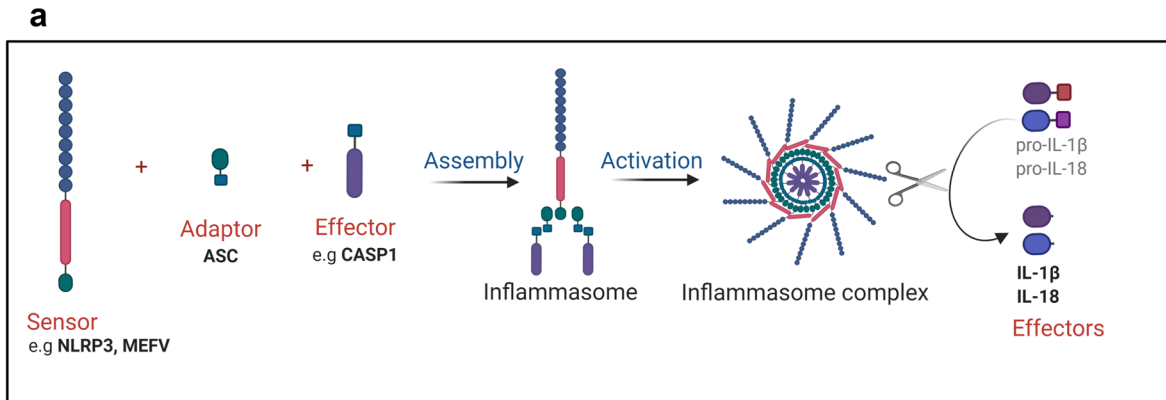 a
Sensor
e.g NLRP3, MEFV
+
Adaptor
ASC
+
Effector
e.g CASP1
Assembly
Inflammasome
Activation
Inflammasome complex
pro-IL-1β
pro-IL-18
IL-1β
IL-18
Effectors